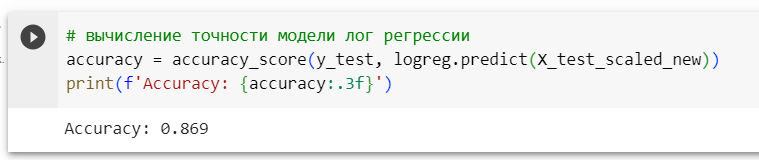 # вычисление точности модели лог регрессии
accuracy = accuracy_score(y_test, logreg.predict(X_test_scaled_new))
print(f'Accuracy: {accuracy:.3f}')
Accuracy: 0.869